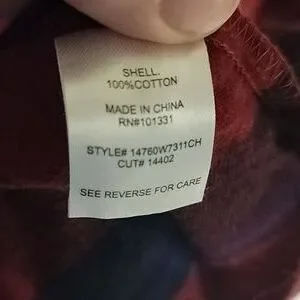 SHELL:
100%COTTON
MADE IN CHINA
RN#101331
STYLE# 14760W7311CH
CUT# 14402
SEE REVERSE FOR CARE